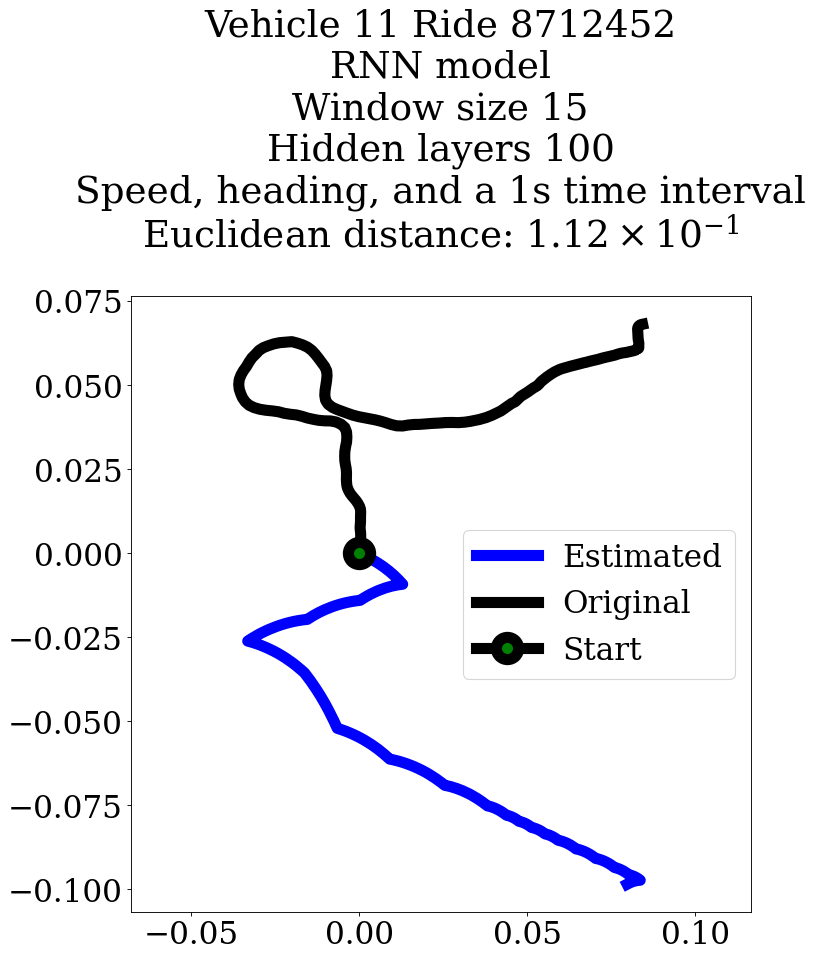 Vehicle 11 Ride 8712452
RNN model
Window size 15
Hidden layers 100
Speed, heading, and a 1s time interval
Euclidean distance: 1.12 × 10⁻¹
0.075
0.050
0.025
0.000
−0.025
−0.050
−0.075
−0.100
Estimated
Original
Start
−0.05
0.00
0.05
0.10